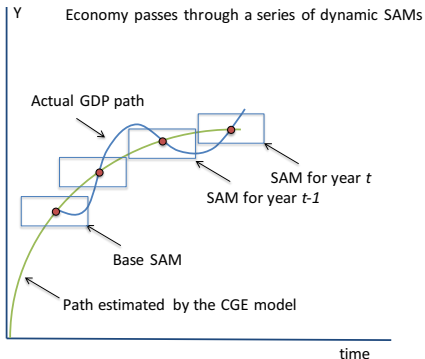 Y
Economy passes through a series of dynamic SAMs
Actual GDP path
SAM for year t
SAM for year t-1
Base SAM
Path estimated by the CGE model
time